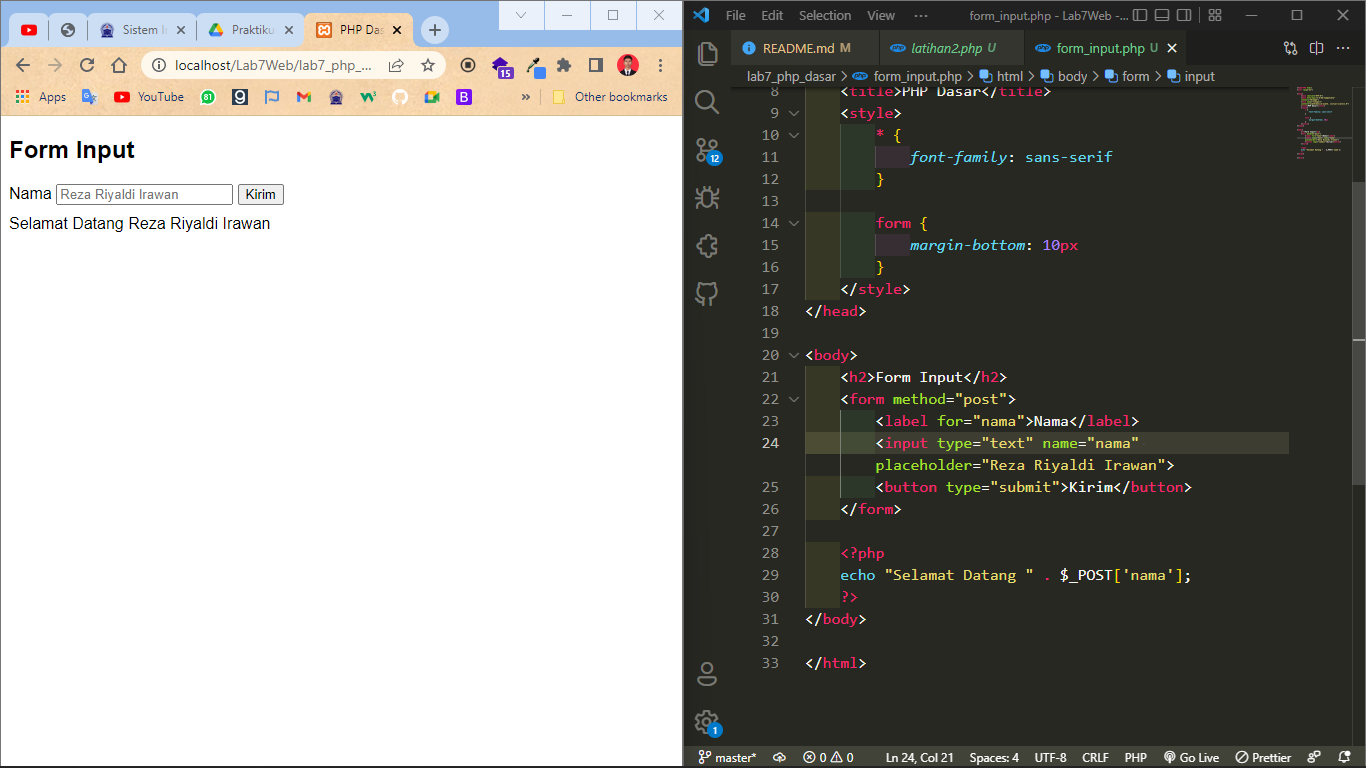 Sistem I
Praktiku
PHP Das
localhost/Lab7Web/lab7_php_...
15
Apps
YouTube
81
» Other bookmarks
Form Input
Nama Reza Riyaldi Irawan Kirim
Selamat Datang Reza Riyaldi Irawan
File Edit Selection View ··· form_input.php - Lab7Web -...
README.md M latihan2.php U form_input.php U
lab7_php_dasar > form_input.php > html > body > form > input
12
1
8 <title>PHP Dasar</title>
9 <style>
10 * {
11 font-family: sans-serif
12 }
13
14 form {
15 margin-bottom: 10px
16 }
17 </style>
18 </head>
19
20 <body>
21 <h2>Form Input</h2>
22 <form method="post">
23 <label for="nama">Nama</label>
24 <input type="text" name="nama"
placeholder="Reza Riyaldi Irawan">
25 <button type="submit">Kirim</button>
26 </form>
27
28 <?php
29 echo "Selamat Datang " . $_POST['nama'];
30 ?>
31 </body>
32
33 </html>
master* 0 0 Ln 24, Col 21 Spaces: 4 UTF-8 CRLF PHP Go Live Prettier